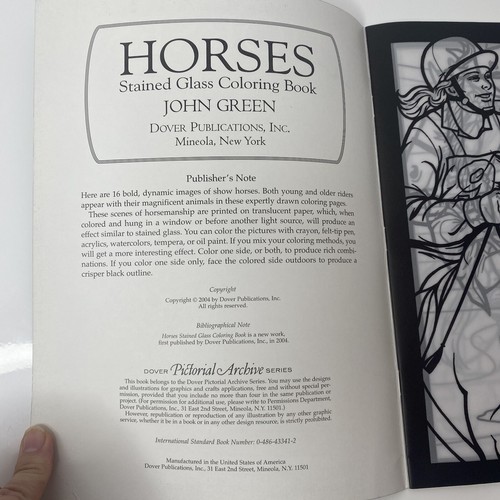 HORSES
Stained Glass Coloring Book
JOHN GREEN
DOVER PUBLICATIONS, INC.
Mineola, New York
Publisher's Note
Here are 16 bold, dynamic images of show horses. Both young and older riders
appear with their magnificent animals in these expertly drawn coloring pages.
These scenes of horsemanship are printed on translucent paper, which, when
colored and hung in a window or before another light source, will produce an
effect similar to stained glass. You can color the pictures with crayon, felt-tip pen,
acrylics, watercolors, tempera, or oil paint. If you mix your coloring methods, you
will get a more interesting effect. Color one side, or both, to produce rich combi-
nations. If you color one side only, face the colored side outdoors to produce a
crisper black outline.
Copyright
Copyright © 2004 by Dover Publications, Inc.
All rights reserved.
Bibliographical Note
Horses Stained Glass Coloring Book is a new work,
first published by Dover Publications, Inc., in 2004.
DOVER Pictorial Archive SERIES
This book belongs to the Dover Pictorial Archive Series. You may use the designs
and illustrations for graphics and crafts applications, free and without special per-
mission, provided that you include no more than four in the same publication or
project. (For permission for additional use, please write to Permissions Department,
Dover Publications, Inc., 31 East 2nd Street, Mineola, N.Y. 11501.)
However, republication or reproduction of any illustration by any other graphic
service, whether it be in a book or in any other design resource, is strictly prohibited.
International Standard Book Number: 0-486-43341-2
Manufactured in the United States of America
Dover Publications, Inc., 31 East 2nd Street, Mineola, N.Y. 11501